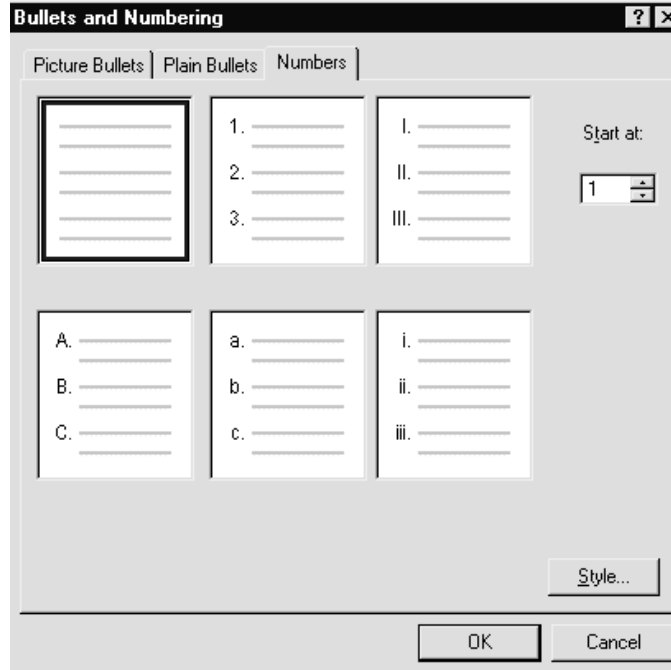 Bullets and Numbering
Picture Bullets Plain Bullets Numbers
1. I. Start at:
2. II. 1
3. III.
A. a. i.
B. b. ii.
C. c. iii.
Style...
OK Cancel